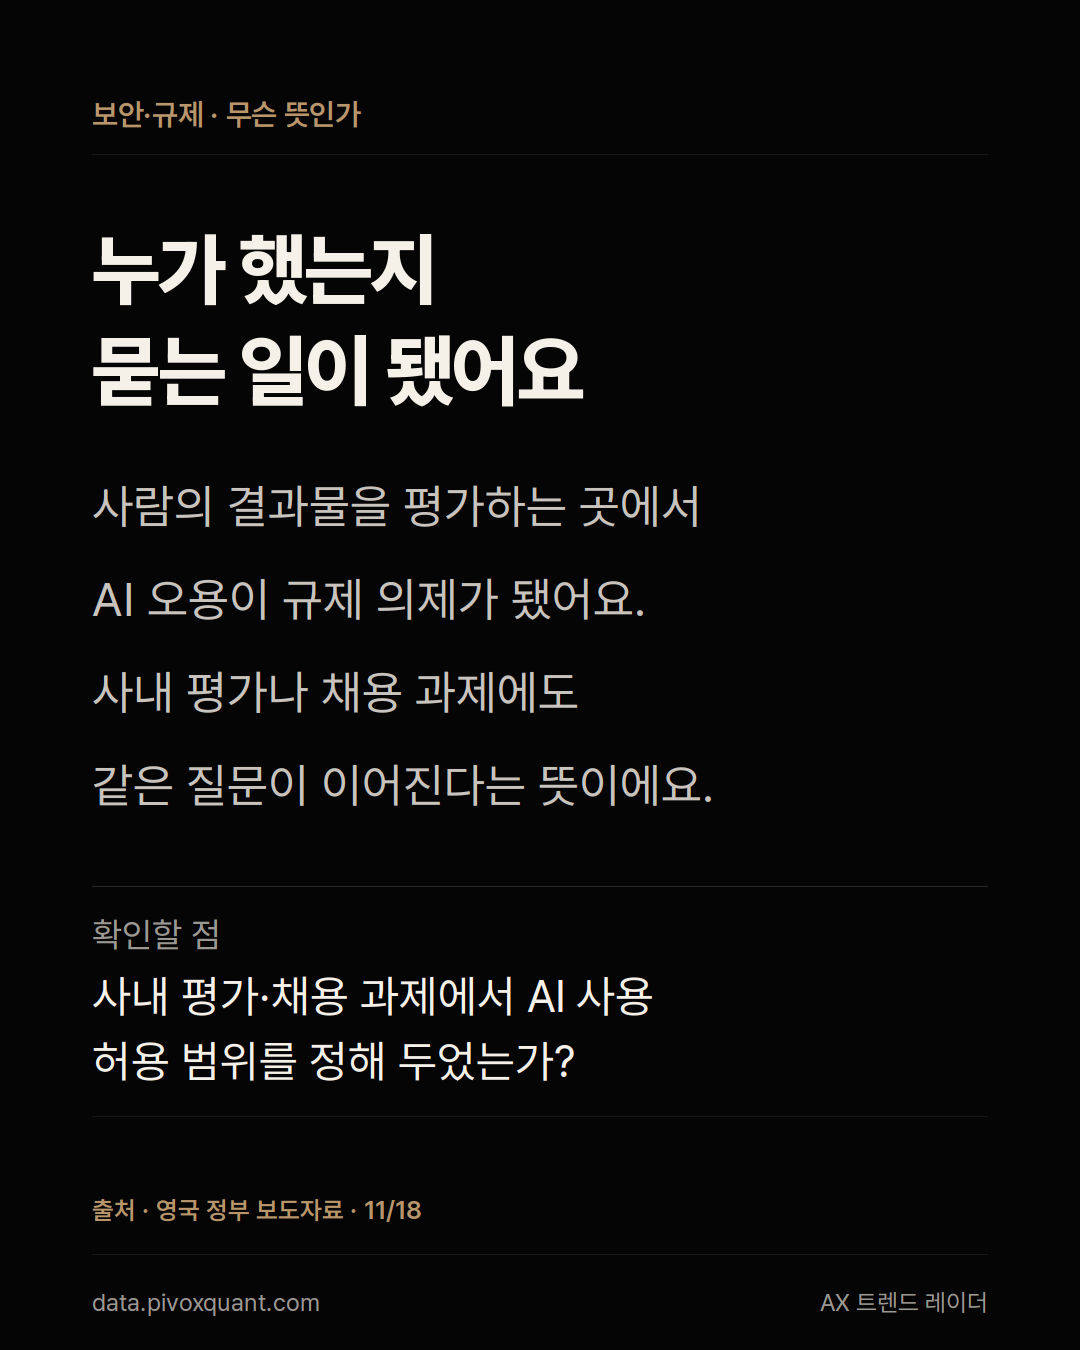 보안·규제 · 무슨 뜻인가
누가 했는지
묻는 일이 됐어요
사람의 결과물을 평가하는 곳에서
AI 오용이 규제 의제가 됐어요.
사내 평가나 채용 과제에도
같은 질문이 이어진다는 뜻이에요.
확인할 점
사내 평가·채용 과제에서 AI 사용
허용 범위를 정해 두었는가?
출처 · 영국 정부 보도자료 · 11/18
data.pivoxquant.com
AX 트렌드 레이더